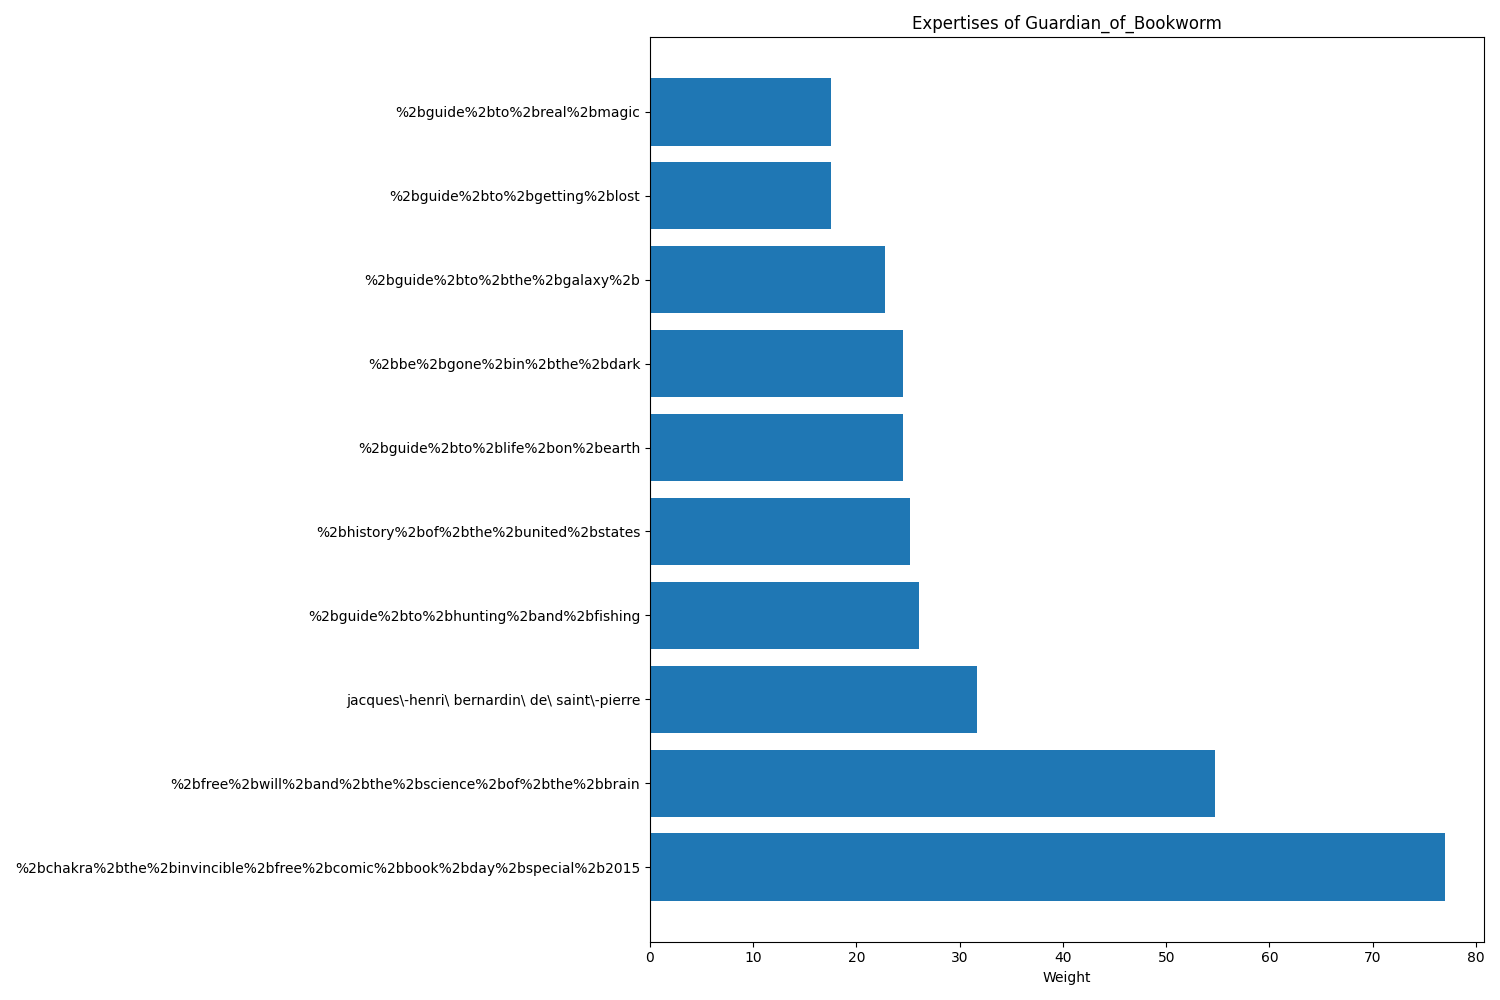 Expertises of Guardian_of_Bookworm
%2bguide%2bto%2breal%2bmagic
%2bguide%2bto%2bgetting%2blost
%2bguide%2bto%2bthe%2bgalaxy%2b
%2bbe%2bgone%2bin%2bthe%2bdark
%2bguide%2bto%2blife%2bon%2bearth
%2bhistory%2bof%2bthe%2bunited%2bstates
%2bguide%2bto%2bhunting%2band%2bfishing
jacques\-henri\ bernardin\ de\ saint\-pierre
%2bfree%2bwill%2band%2bthe%2bscience%2bof%2bthe%2bbrain
%2bchakra%2bthe%2binvincible%2bfree%2bcomic%2bbook%2bday%2bspecial%2b2015
0 10 20 30 40 50 60 70 80
Weight